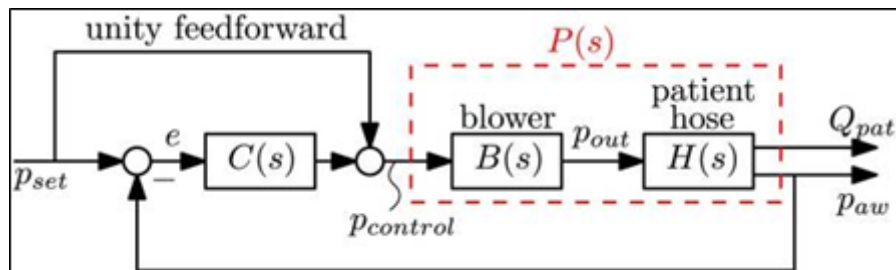 unity feedforward
P(s)
blower
patient
hose
p_set
e
−
C(s)
p_control
B(s)
p_out
H(s)
Q_pat
p_aw